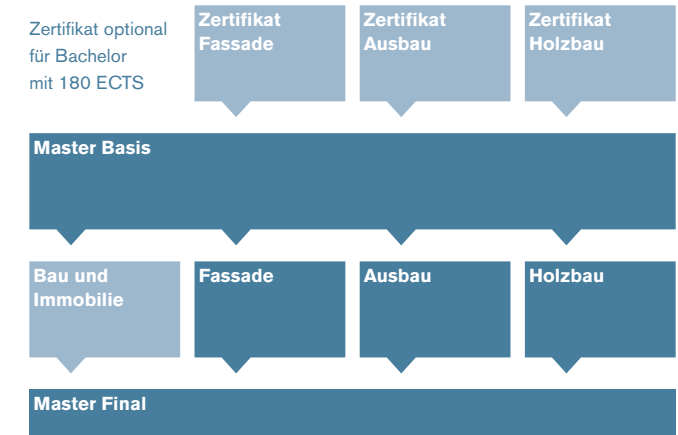 Zertifikat optional
für Bachelor
mit 180 ECTS
Zertifikat
Fassade
Zertifikat
Ausbau
Zertifikat
Holzbau
Master Basis
Bau und
Immobilie
Fassade
Ausbau
Holzbau
Master Final